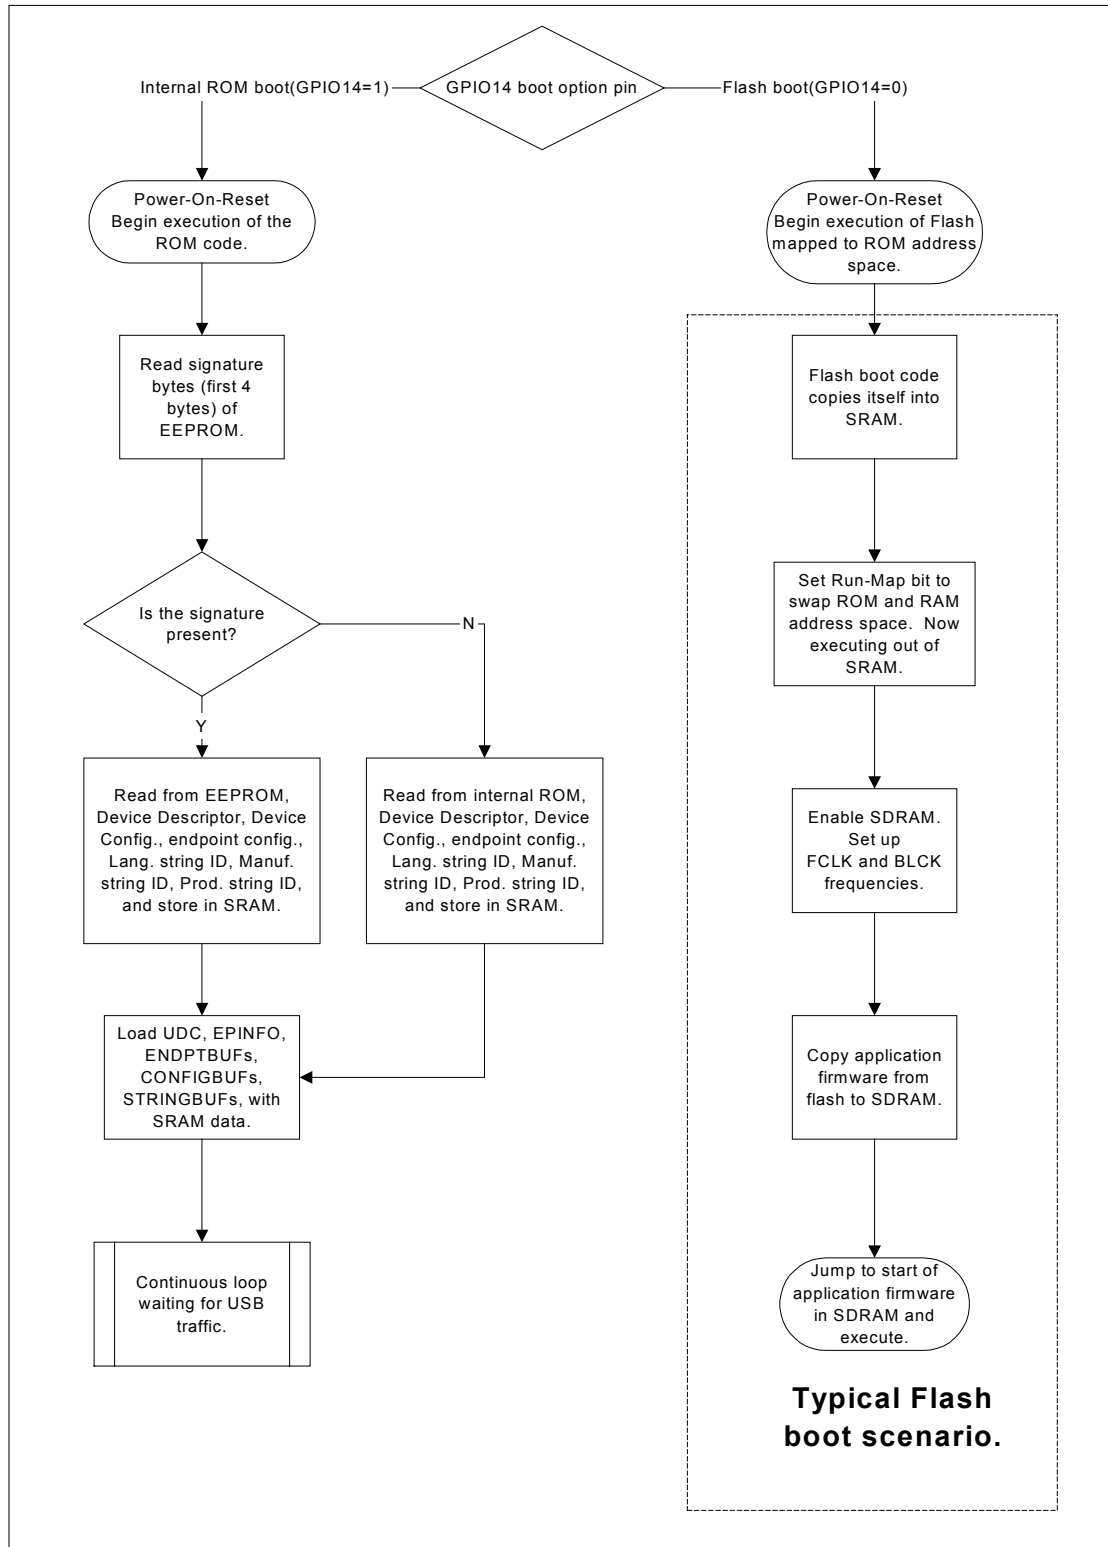 GPIO14 boot option pin
Internal ROM boot(GPIO14=1)
Flash boot(GPIO14=0)
Power-On-Reset
Begin execution of the
ROM code.
Read signature
bytes (first 4
bytes) of
EEPROM.
Is the signature
present?
N
Y
Read from EEPROM,
Device Descriptor, Device
Config., endpoint config.,
Lang. string ID, Manuf.
string ID, Prod. string ID,
and store in SRAM.
Read from internal ROM,
Device Descriptor, Device
Config., endpoint config.,
Lang. string ID, Manuf.
string ID, Prod. string ID,
and store in SRAM.
Load UDC, EPINFO,
ENDPTBUFs,
CONFIGBUFs,
STRINGBUFs, with
SRAM data.
Continuous loop
waiting for USB
traffic.
Power-On-Reset
Begin execution of Flash
mapped to ROM address
space.
Flash boot code
copies itself into
SRAM.
Set Run-Map bit to
swap ROM and RAM
address space.  Now
executing out of
SRAM.
Enable SDRAM.
Set up
FCLK and BLCK
frequencies.
Copy application
firmware from
flash to SDRAM.
Jump to start of
application firmware
in SDRAM and
execute.
Typical Flash
boot scenario.